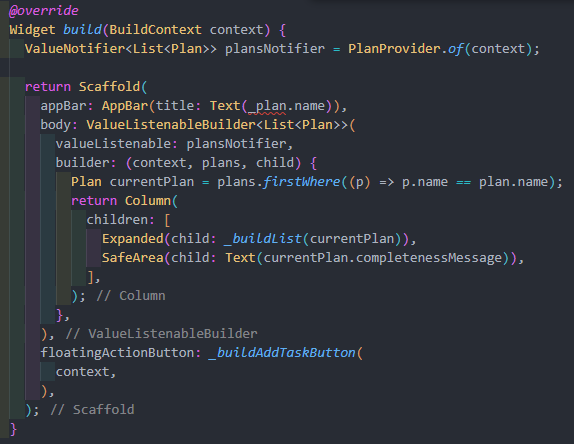 @override
Widget build(BuildContext context) {
  ValueNotifier<List<Plan>> plansNotifier = PlanProvider.of(context);

  return Scaffold(
    appBar: AppBar(title: Text(_plan.name)),
    body: ValueListenableBuilder<List<Plan>>(
      valueListenable: plansNotifier,
      builder: (context, plans, child) {
        Plan currentPlan = plans.firstWhere((p) => p.name == plan.name);
        return Column(
          children: [
            Expanded(child: _buildList(currentPlan)),
            SafeArea(child: Text(currentPlan.completenessMessage)),
          ],
        ); // Column
      },
    ), // ValueListenableBuilder
    floatingActionButton: _buildAddTaskButton(
      context,
    ),
  ); // Scaffold
}